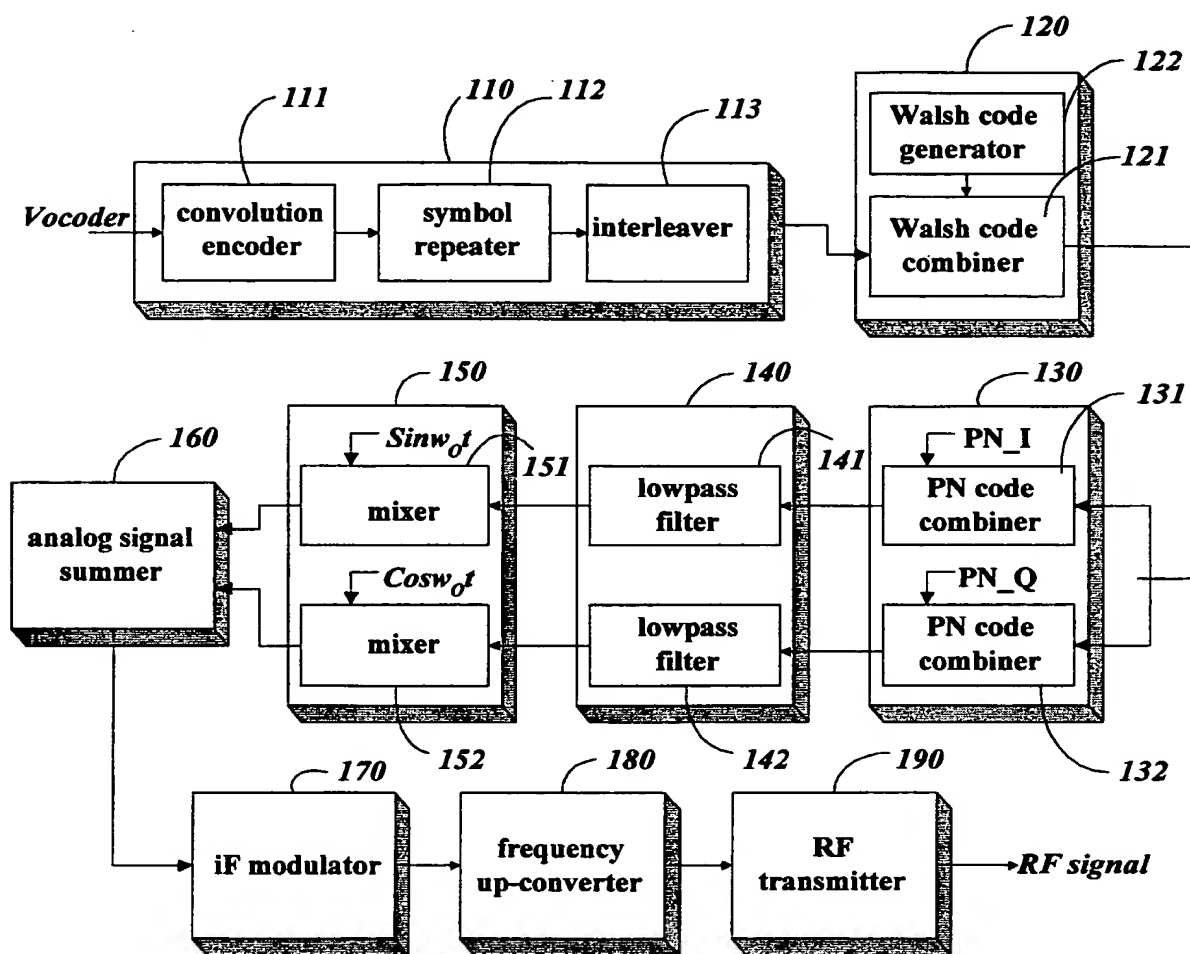 120
111
110
112
113
122
Walsh code
generator
121
Vocoder
convolution
encoder
symbol
repeater
interleaver
Walsh code
combiner
150
140
130
131
160
Sinwot
151
141
PN_I
mixer
lowpass
filter
PN code
combiner
analog signal
summer
Coswot
PN_Q
mixer
lowpass
filter
PN code
combiner
152
142
132
170
180
190
iF modulator
frequency
up-converter
RF
transmitter
RF signal